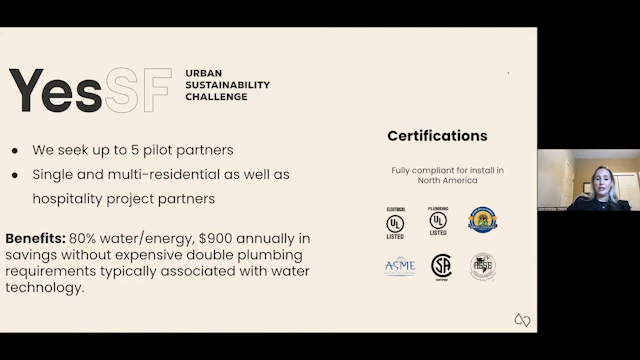 YesSF
URBAN
SUSTAINABILITY
CHALLENGE
● We seek up to 5 pilot partners
● Single and multi-residential as well as
hospitality project partners
Benefits: 80% water/energy, $900 annually in
savings without expensive double plumbing
requirements typically associated with water
technology.
Certifications
Fully compliant for install in
North America
ELECTRICAL
UL
LISTED
PLUMBING
UL
LISTED
ASME
CSA
ASSE